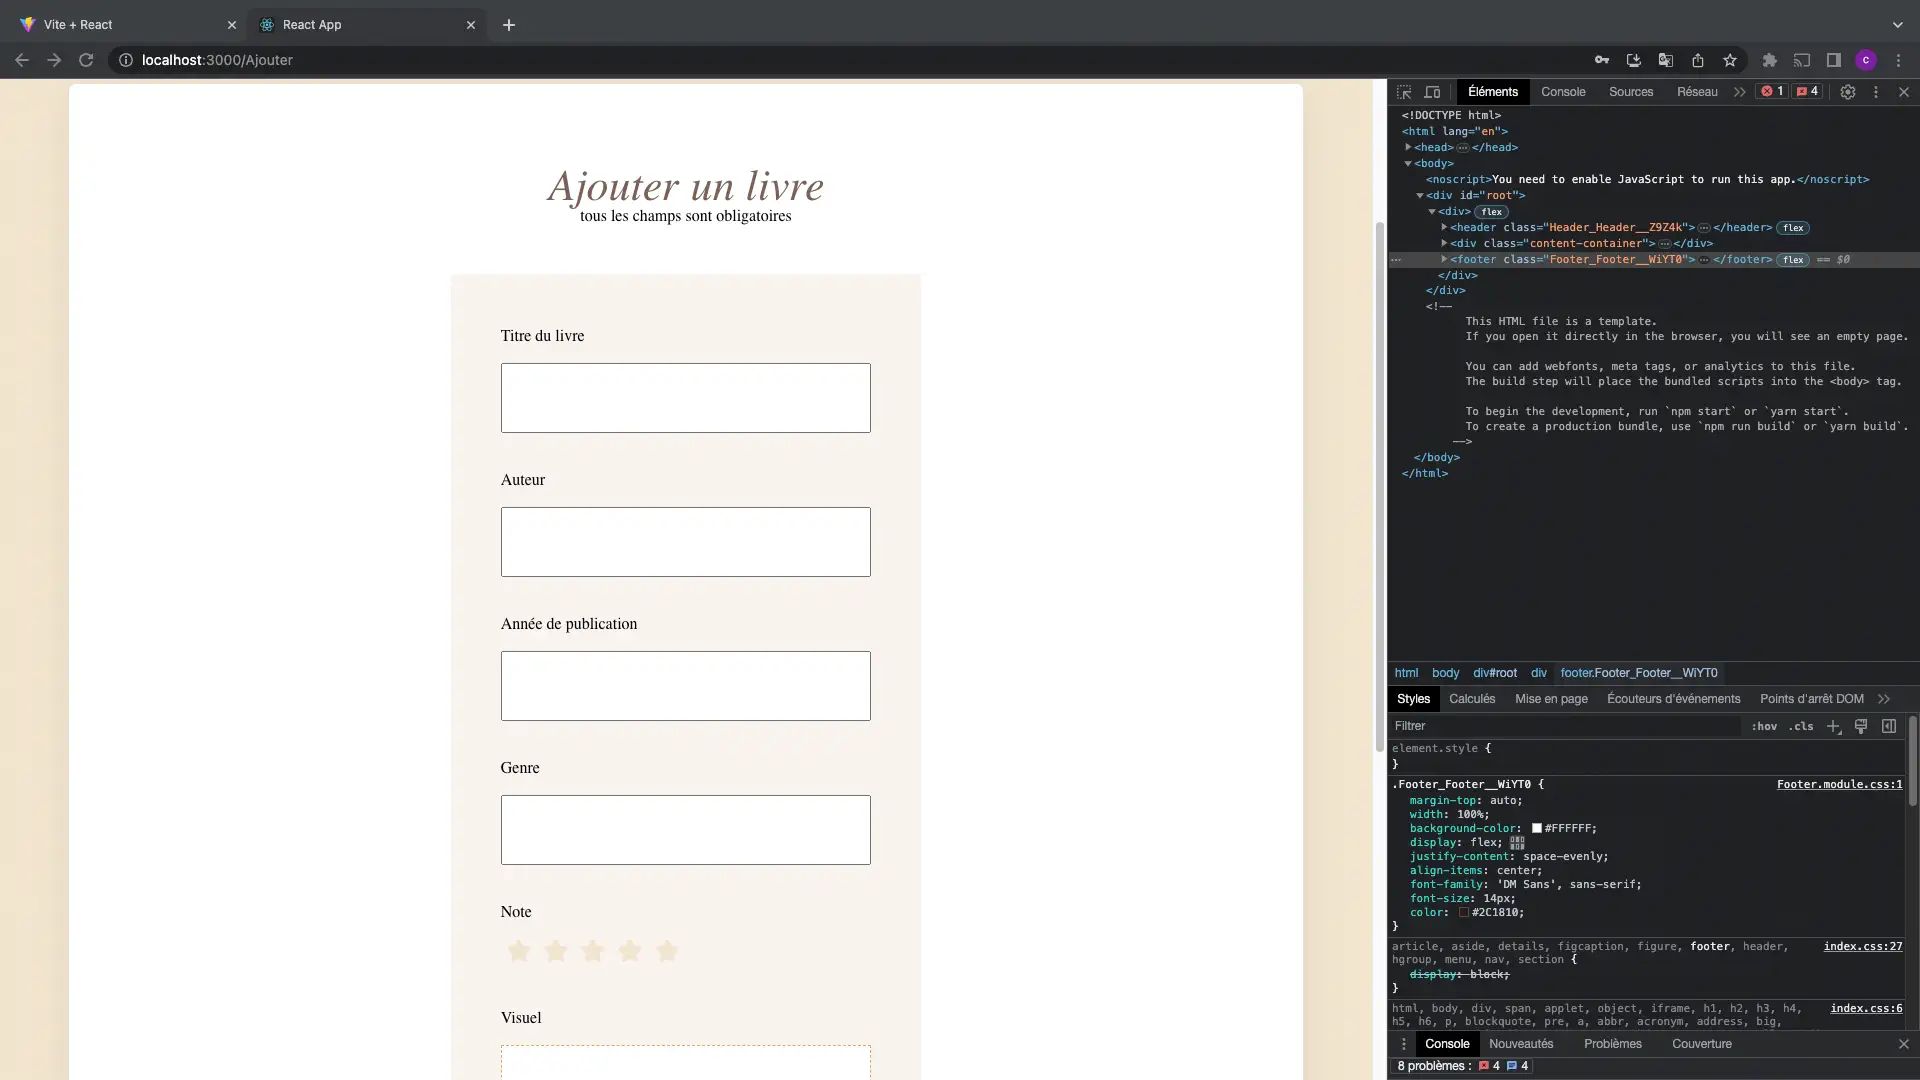 Vite + React
React App
localhost:3000/Ajouter
C
Ajouter un livre
tous les champs sont obligatoires
Titre du livre
Auteur
Année de publication
Genre
Note
Visuel
Éléments Console Sources Réseau 1 4
<!DOCTYPE html>
<html lang="en">
<head> </head>
<body>
<noscript>You need to enable JavaScript to run this app.</noscript>
<div id="root">
<div> flex
<header class="Header_Header__Z9Z4k"> </header> flex
<div class="content-container"> </div>
<footer class="Footer_Footer__WiYT0"> </footer> flex == $0
</div>
</div>
<!--
This HTML file is a template.
If you open it directly in the browser, you will see an empty page.
You can add webfonts, meta tags, or analytics to this file.
The build step will place the bundled scripts into the <body> tag.
To begin the development, run `npm start` or `yarn start`.
To create a production bundle, use `npm run build` or `yarn build`.
-->
</body>
</html>
html body div#root div footer.Footer_Footer__WiYT0
Styles Calculés Mise en page Écouteurs d'événements Points d'arrêt DOM
Filtrer :hov .cls
element.style {
}
.Footer_Footer__WiYT0 { Footer.module.css:1
margin-top: auto;
width: 100%;
background-color: #FFFFFF;
display: flex;
justify-content: space-evenly;
align-items: center;
font-family: 'DM Sans', sans-serif;
font-size: 14px;
color: #2C1810;
}
article, aside, details, figcaption, figure, footer, header, index.css:27
hgroup, menu, nav, section {
display: block;
}
html, body, div, span, applet, object, iframe, h1, h2, h3, h4, index.css:6
h5, h6, p, blockquote, pre, a, abbr, acronym, address, big,
Console Nouveautés Problèmes Couverture
8 problèmes : 4 4